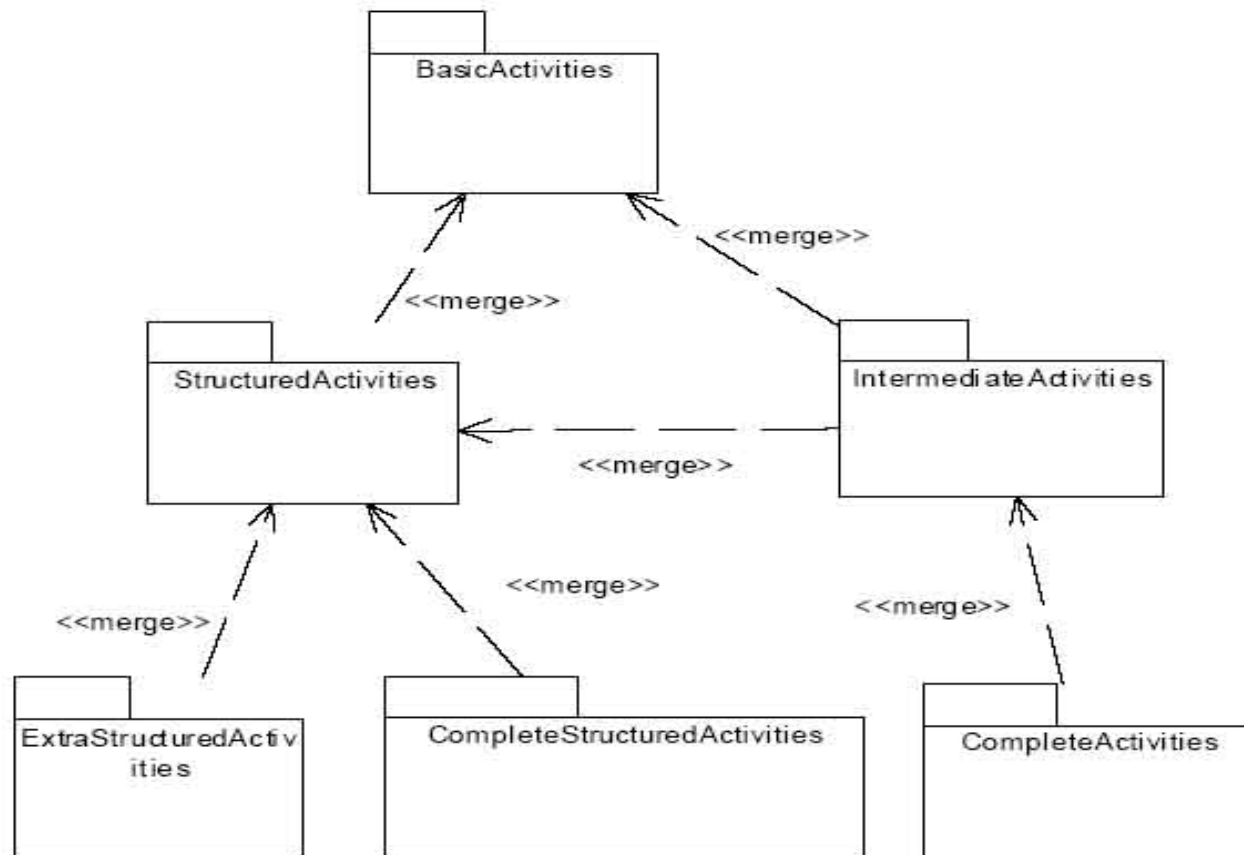 BasicActivities
<<merge>>
<<merge>>
StructuredActivities
IntermediateActivities
<<merge>>
<<merge>>
<<merge>>
<<merge>>
ExtraStructuredActiv
ities
CompleteStructuredActivities
CompleteActivities